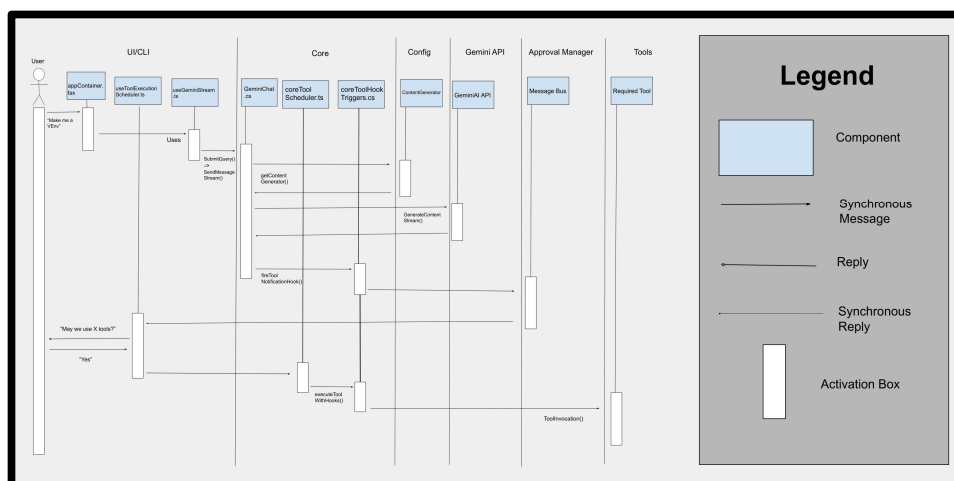 UI/CLI
Core
Config
Gemini API
Approval Manager
Tools
User
appContainer.
tsx
useToolExecution
Scheduler.ts
useGeminiStream
.ts
GeminiChat
.cs
coreTool
Scheduler.ts
coreToolHook
Triggers.cs
ContentGenerator
GeminiAI API
Message Bus
Required Tool
"Make me a
VEnv"
Uses
SubmitQuery()
=>
SendMessage
Stream()
getContent
Generator()
GenerateContent
Stream()
fireTool
NotificationHook()
"May we use X tools?"
"Yes"
executeTool
WithHooks()
ToolInvocation()
Legend
Component
Synchronous
Message
Reply
Synchronous
Reply
Activation Box